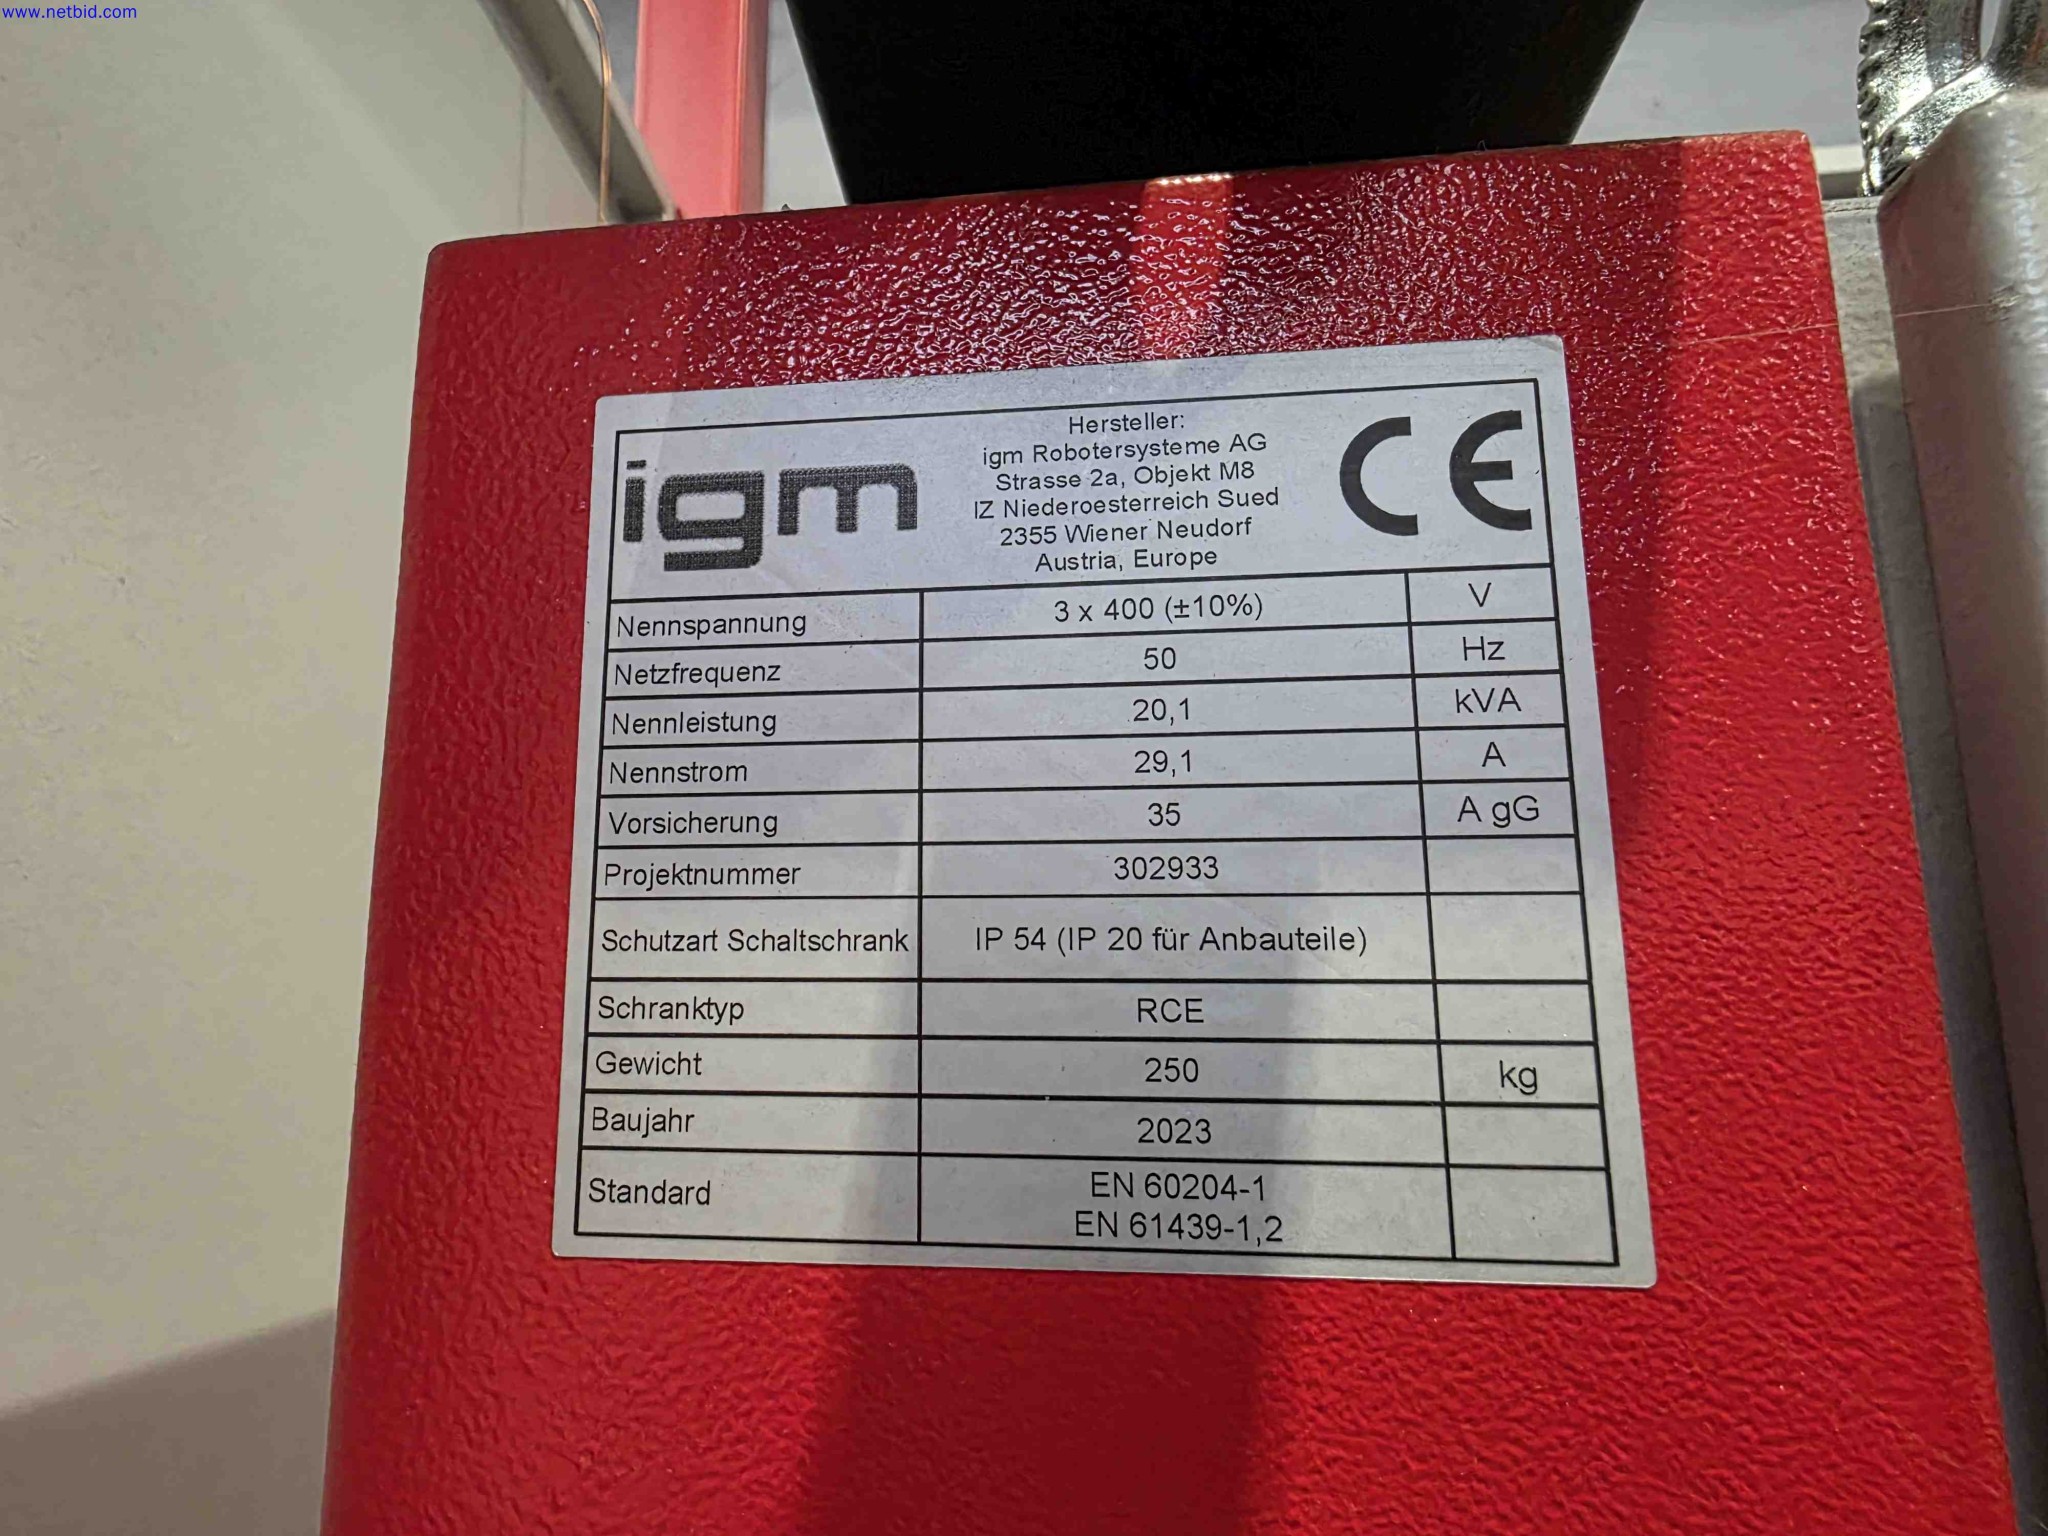 www.netbid.com
igm
Hersteller:
igm Robotersysteme AG
Strasse 2a, Objekt M8
IZ Niederoesterreich Sued
2355 Wiener Neudorf
Austria, Europe
CE
Nennspannung 3 x 400 (±10%) V
Netzfrequenz 50 Hz
Nennleistung 20,1 kVA
Nennstrom 29,1 A
Vorsicherung 35 A gG
Projektnummer 302933
Schutzart Schaltschrank IP 54 (IP 20 für Anbauteile)
Schranktyp RCE
Gewicht 250 kg
Baujahr 2023
Standard EN 60204-1
EN 61439-1,2